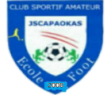 CLUB SPORTIF AMATEUR
JSCAPAOKAS
Ecole Foot